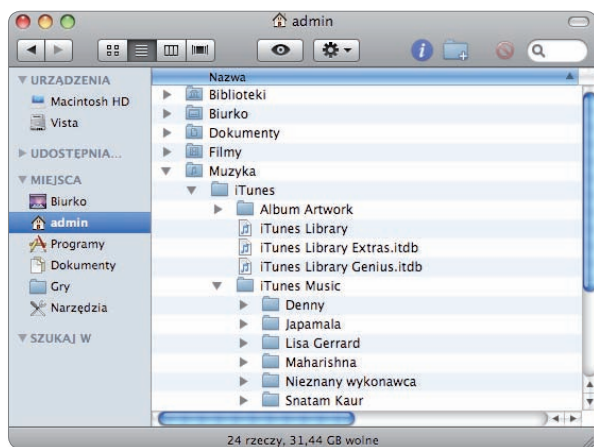 admin
URZĄDZENIA
Macintosh HD
Vista
UDOSTĘPNIA...
MIEJSCA
Biurko
admin
Programy
Dokumenty
Gry
Narzędzia
SZUKAJ W
Nazwa
Biblioteki
Biurko
Dokumenty
Filmy
Muzyka
iTunes
Album Artwork
iTunes Library
iTunes Library Extras.itdb
iTunes Library Genius.itdb
iTunes Music
Denny
Japamala
Lisa Gerrard
Maharishna
Nieznany wykonawca
Snatam Kaur
24 rzeczy, 31,44 GB wolne